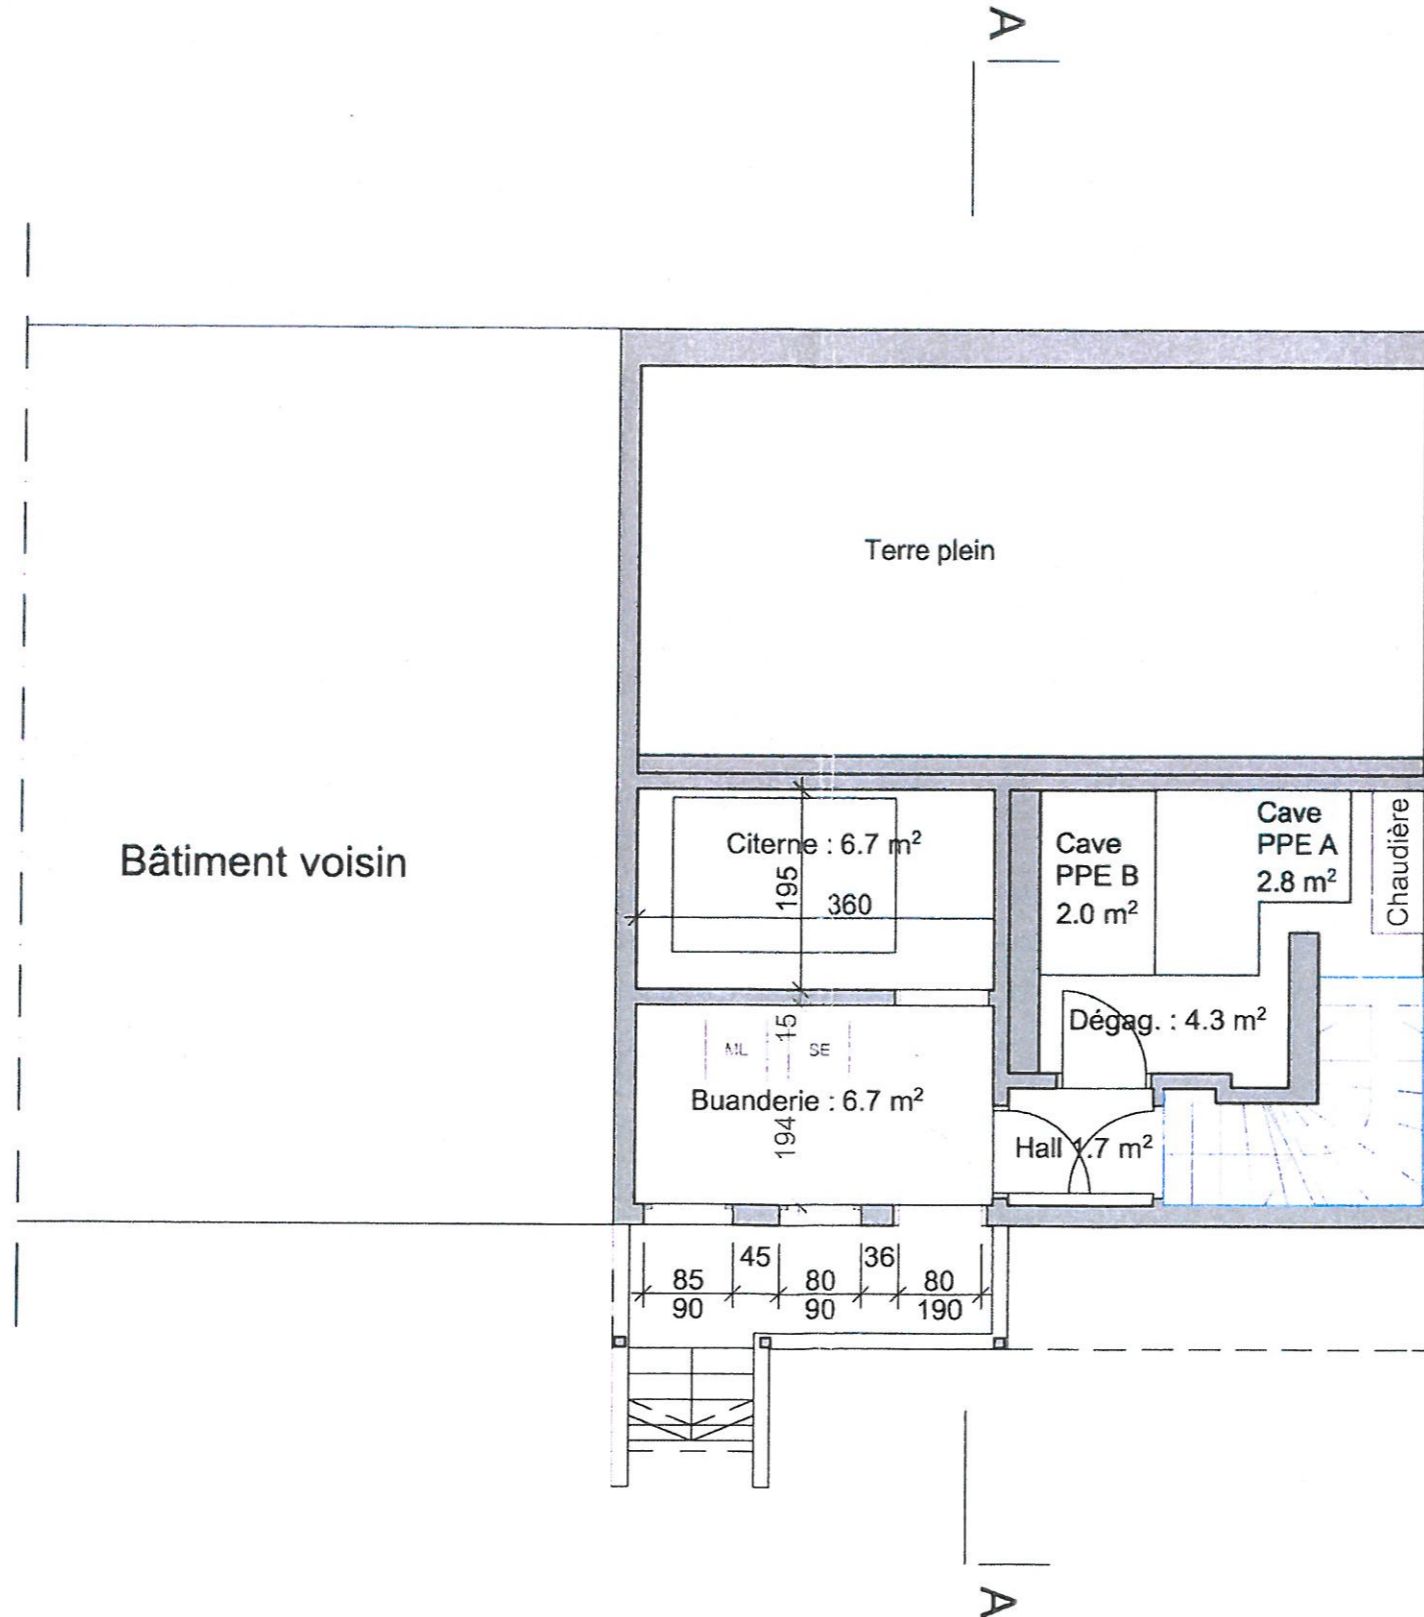 A
Terre plein
Bâtiment voisin
Citerne : 6.7 m²
195
360
Cave
PPE B
2.0 m²
Cave
PPE A
2.8 m²
Chaudière
Dégag. : 4.3 m²
15
ML
SE
Buanderie : 6.7 m²
194
Hall 1.7 m²
45
36
85
80
80
90
90
190
A